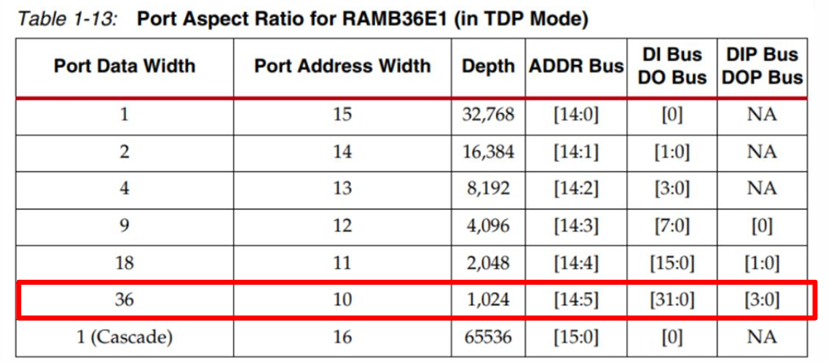 Table 1-13: Port Aspect Ratio for RAMB36E1 (in TDP Mode)
Port Data Width Port Address Width Depth ADDR Bus DI Bus DO Bus DIP Bus DOP Bus
1 15 32,768 [14:0] [0] NA
2 14 16,384 [14:1] [1:0] NA
4 13 8,192 [14:2] [3:0] NA
9 12 4,096 [14:3] [7:0] [0]
18 11 2,048 [14:4] [15:0] [1:0]
36 10 1,024 [14:5] [31:0] [3:0]
1 (Cascade) 16 65536 [15:0] [0] NA